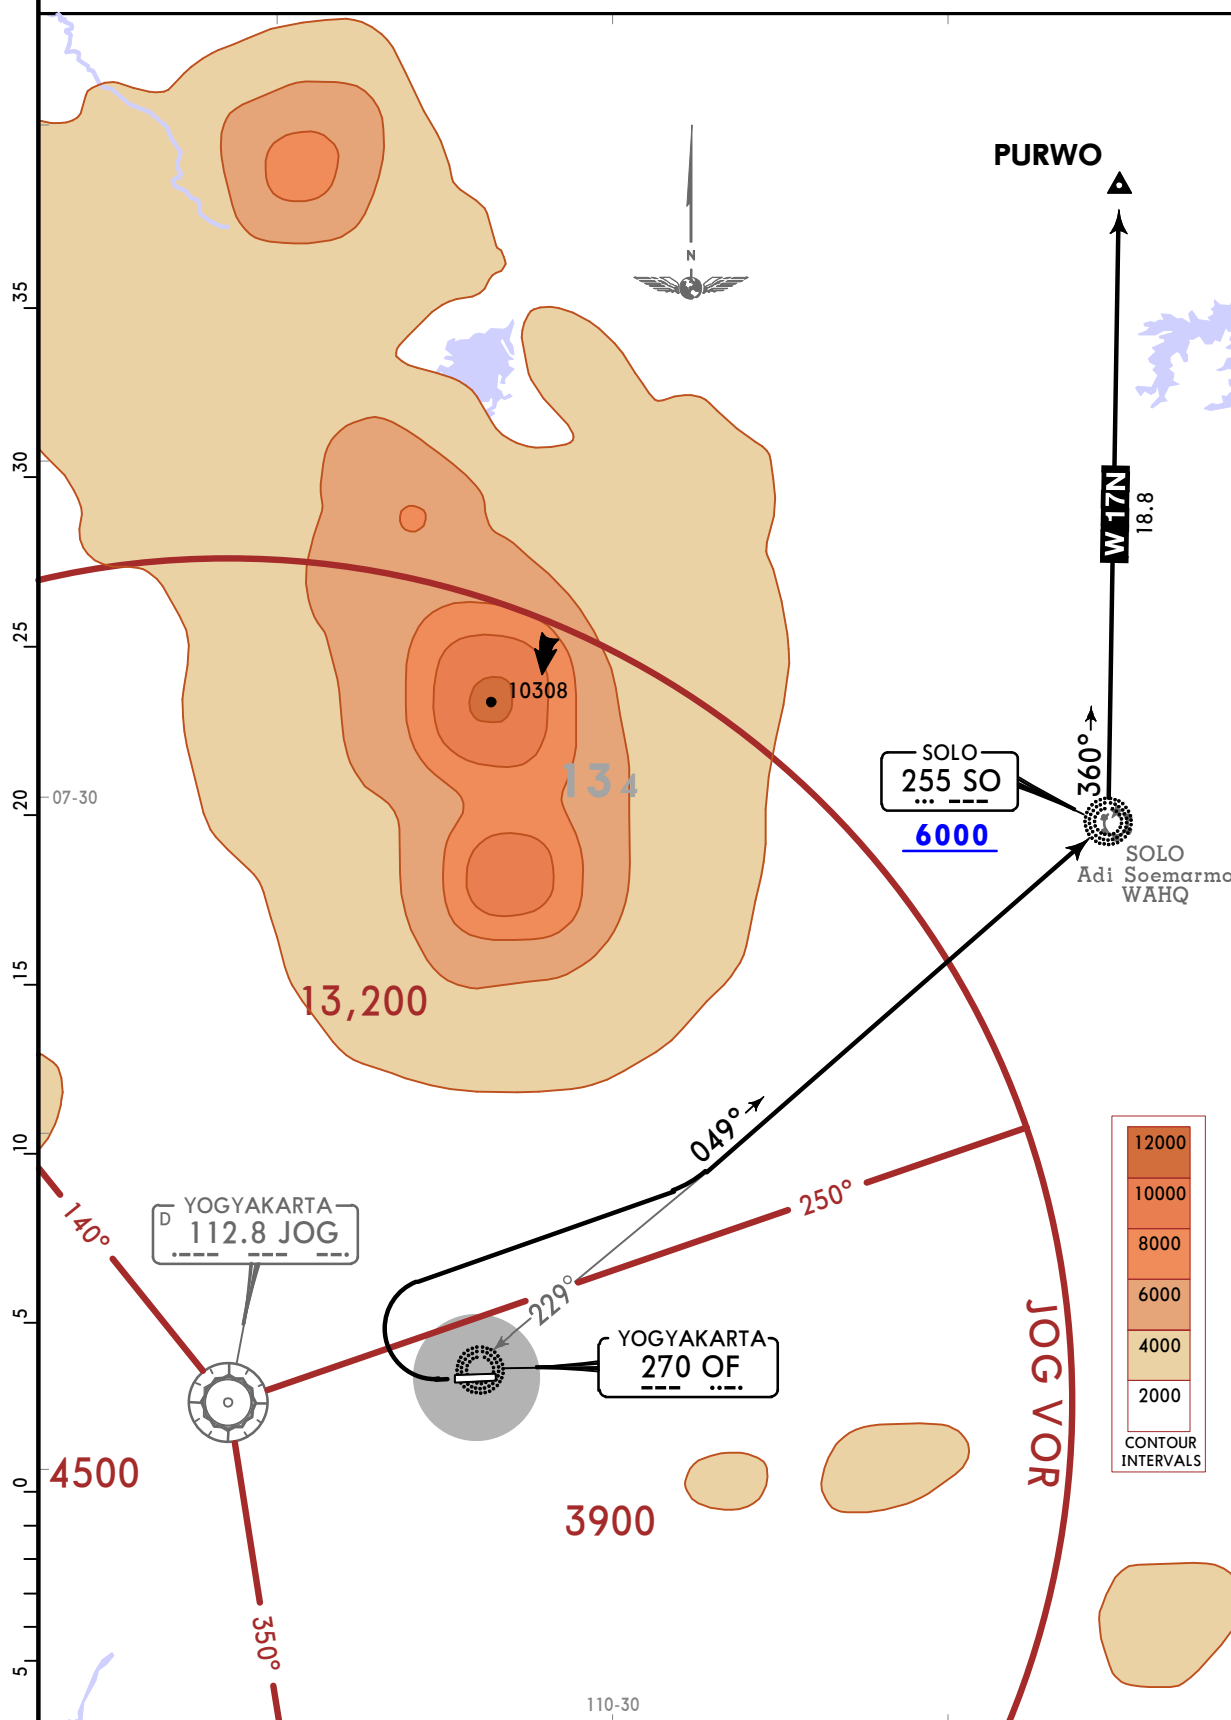 PURWO
N
35
30
W 17N
18.8
25
10308
13 4
360°
SOLO
255 SO
6000
20
07-30
SOLO
Adi Soemarmo
WAHQ
15
13,200
10
049°
12000
10000
8000
6000
4000
2000
CONTOUR
INTERVALS
140°
YOGYAKARTA
D 112.8 JOG
250°
5
229°
YOGYAKARTA
270 OF
JOG VOR
4500
0
3900
350°
5
110-30